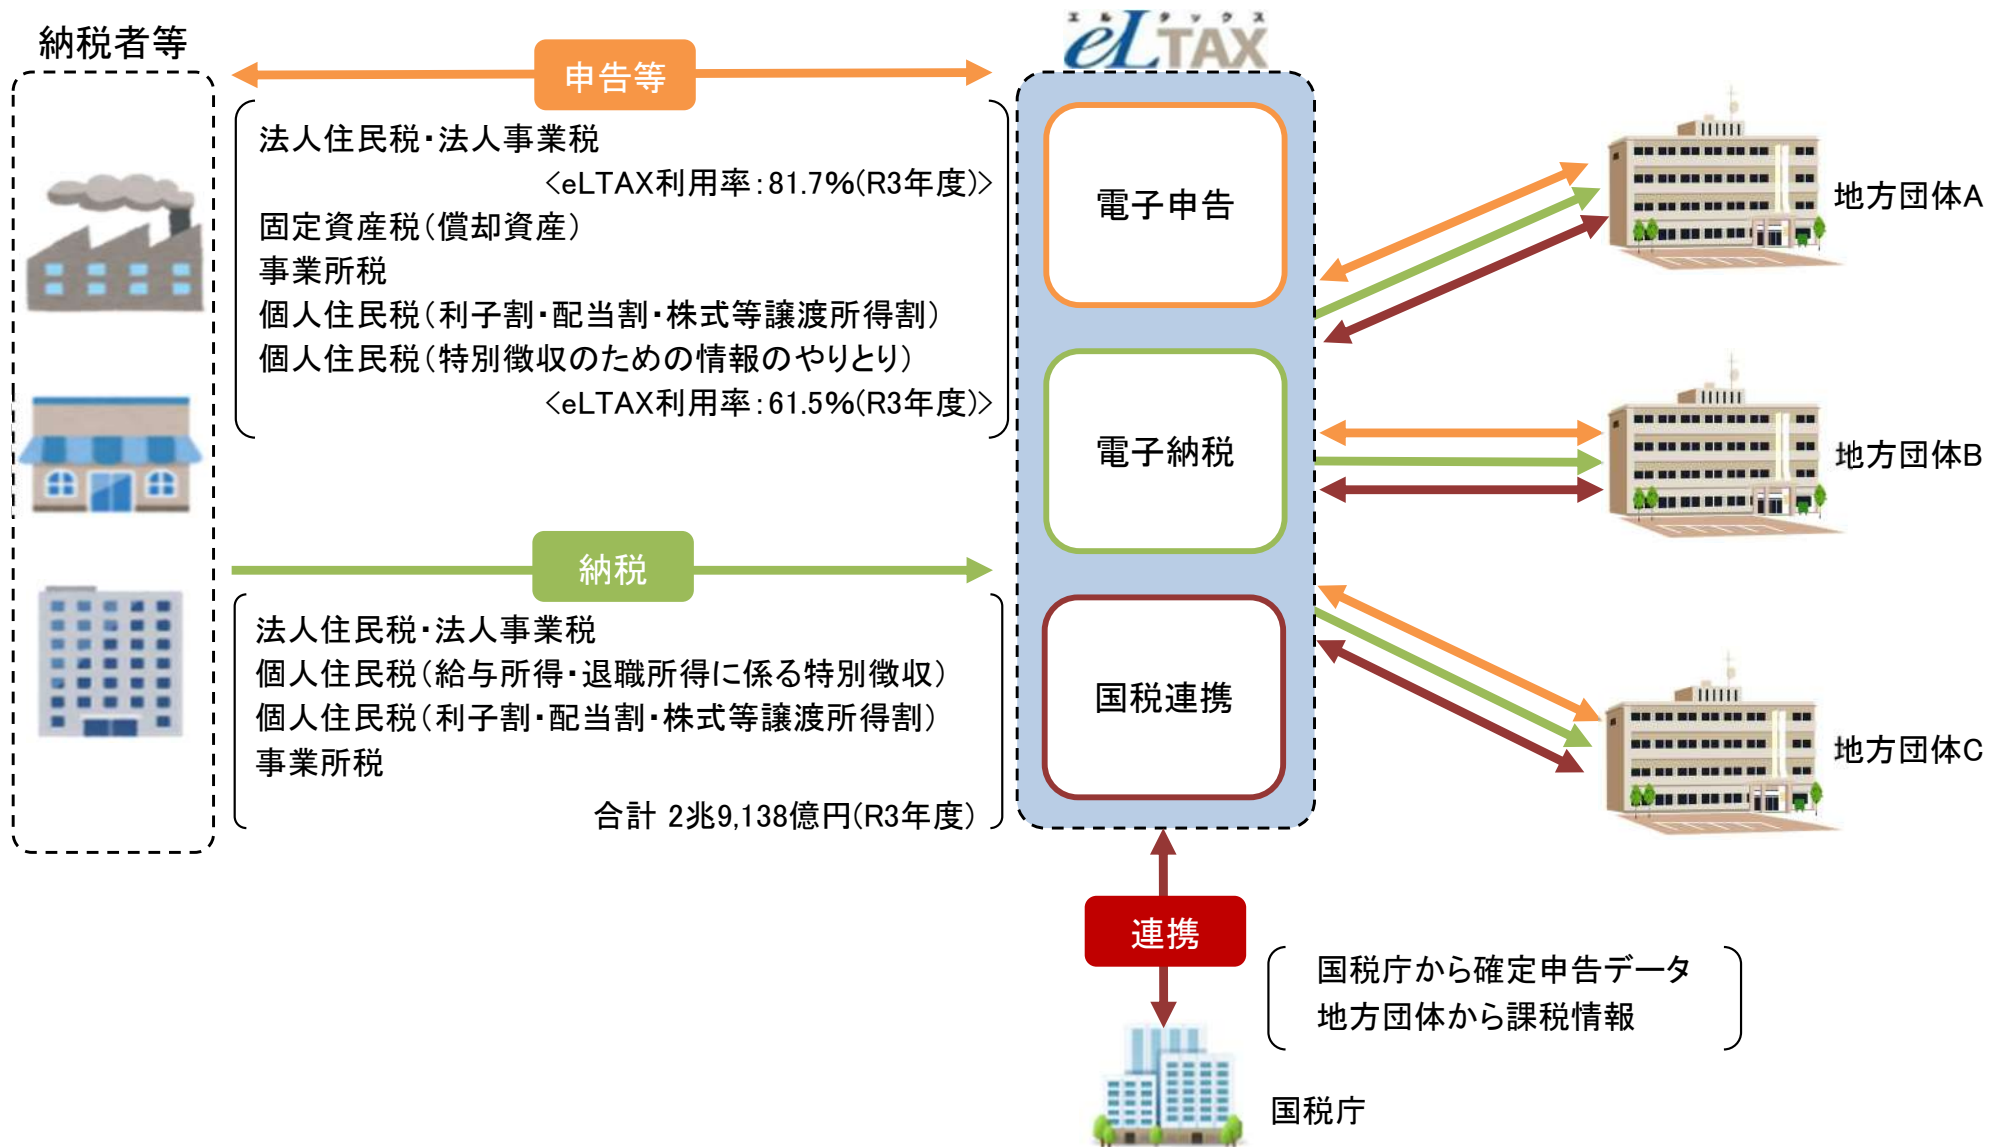 納税者等
申告等
法人住民税・法人事業税
<eLTAX利用率：81.7%(R3年度)>
固定資産税（償却資産）
事業所税
個人住民税（利子割・配当割・株式等譲渡所得割）
個人住民税（特別徴収のための情報のやりとり）
<eLTAX利用率：61.5%(R3年度)>
納税
法人住民税・法人事業税
個人住民税（給与所得・退職所得に係る特別徴収）
個人住民税（利子割・配当割・株式等譲渡所得割）
事業所税
合計 2兆9,138億円(R3年度)
エルタックス
eLTAX
電子申告
電子納税
国税連携
地方団体A
地方団体B
地方団体C
連携
国税庁から確定申告データ
地方団体から課税情報
国税庁